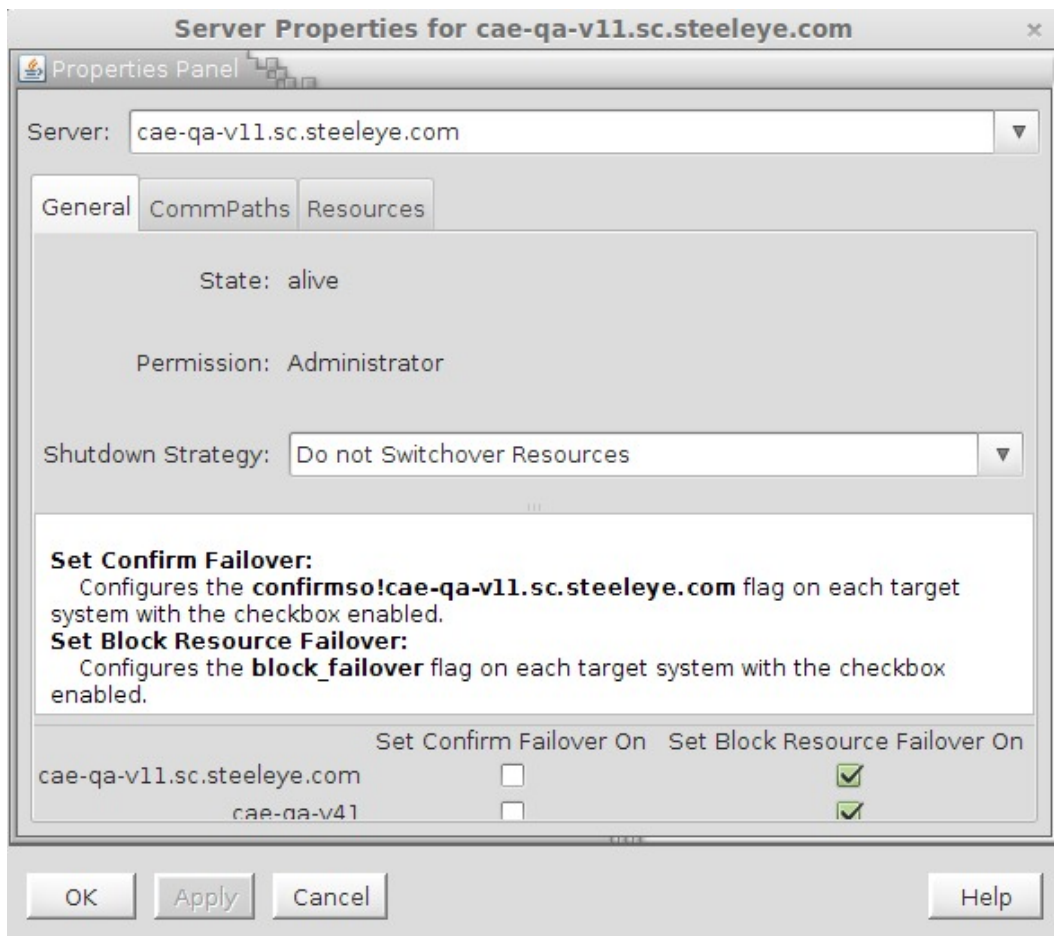 Server Properties for cae-qa-v11.sc.steeleye.com
Properties Panel
Server: cae-qa-v11.sc.steeleye.com
General CommPaths Resources
State: alive
Permission: Administrator
Shutdown Strategy: Do not Switchover Resources
Set Confirm Failover:
Configures the confirmso!cae-qa-v11.sc.steeleye.com flag on each target
system with the checkbox enabled.
Set Block Resource Failover:
Configures the block_failover flag on each target system with the checkbox
enabled.
Set Confirm Failover On Set Block Resource Failover On
cae-qa-v11.sc.steeleye.com
cae-qa-v41
OK Apply Cancel Help